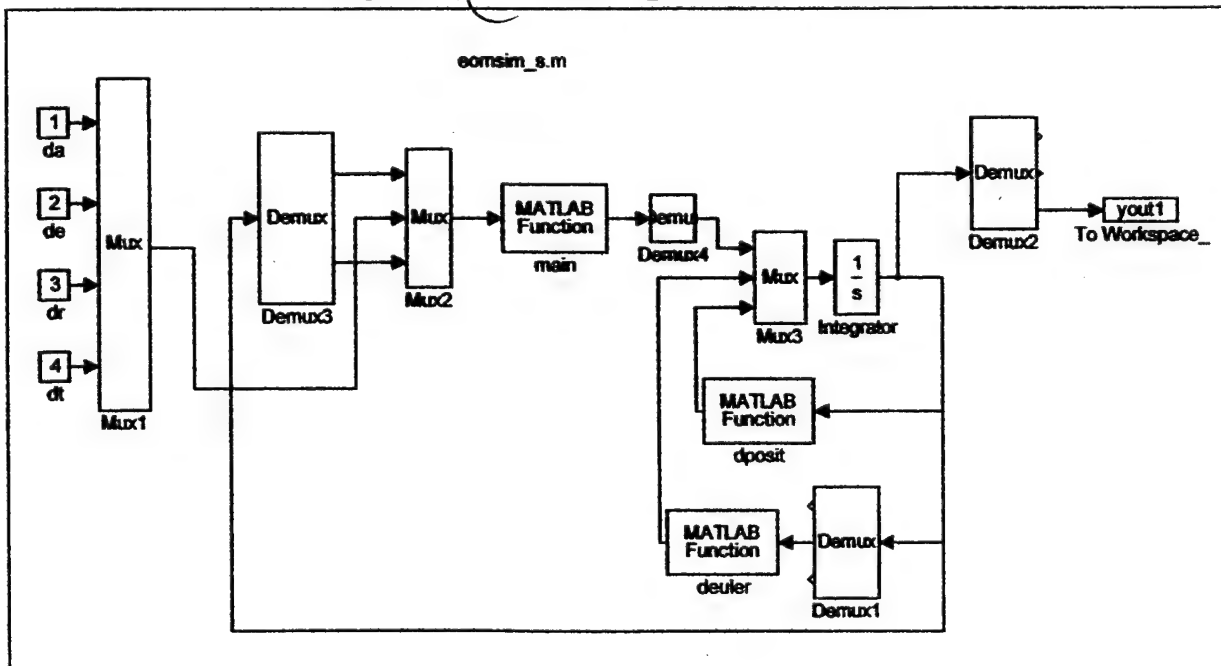 eomsim_s.m
1
da
2
de
3
dr
4
dt
Mux
Mux1
Demux
Demux3
Mux
Mux2
MATLAB
Function
main
Demu
Demux4
Mux
Mux3
1
s
Integrator
Demux
Demux2
yout1
To Workspace_
MATLAB
Function
dposit
MATLAB
Function
deuler
Demux
Demux1